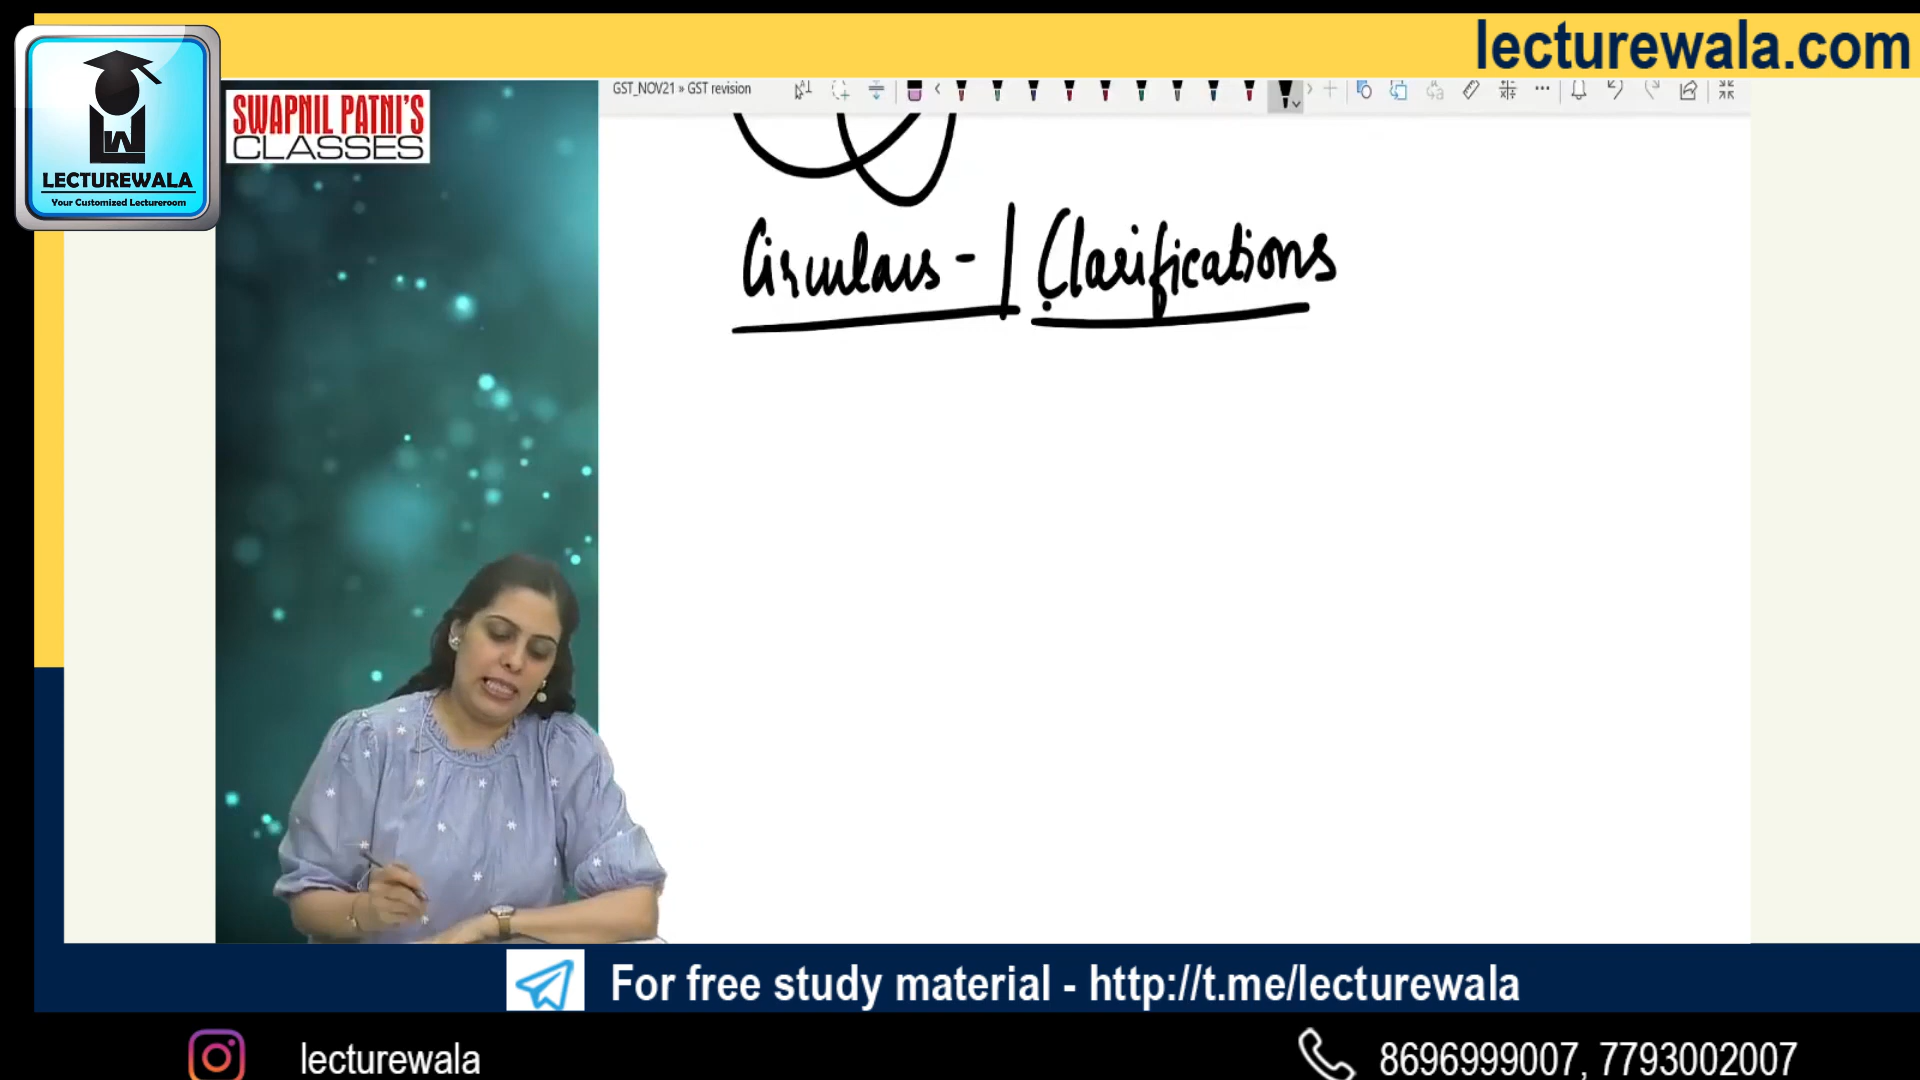 lecturewala.com
GST_NOV21 » GST revision
SWAPNIL PATNI'S
CLASSES
LW
LECTUREWALA
Your Customized Lectureroom
Circulars - | Clarifications
For free study material - http://t.me/lecturewala
lecturewala
8696999007, 7793002007